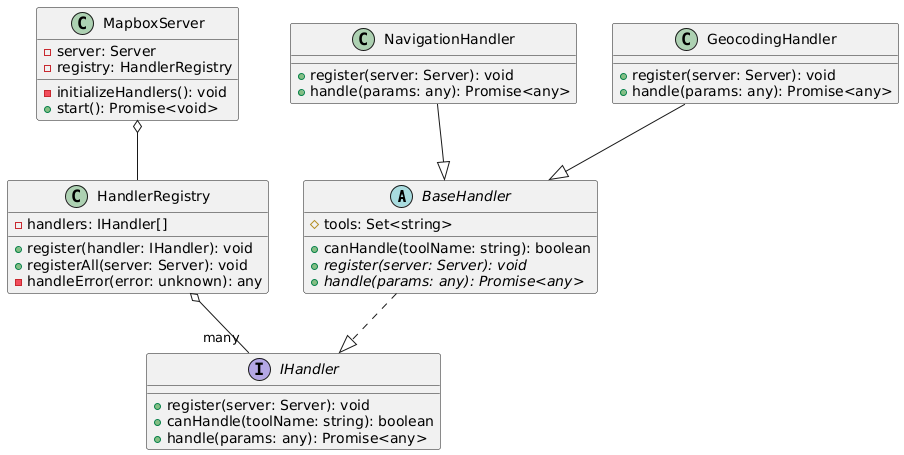 C MapboxServer
server: Server
registry: HandlerRegistry
initializeHandlers(): void
start(): Promise<void>
C NavigationHandler
register(server: Server): void
handle(params: any): Promise<any>
C GeocodingHandler
register(server: Server): void
handle(params: any): Promise<any>
C HandlerRegistry
handlers: IHandler[]
register(handler: IHandler): void
registerAll(server: Server): void
handleError(error: unknown): any
A BaseHandler
tools: Set<string>
canHandle(toolName: string): boolean
register(server: Server): void
handle(params: any): Promise<any>
many
I IHandler
register(server: Server): void
canHandle(toolName: string): boolean
handle(params: any): Promise<any>